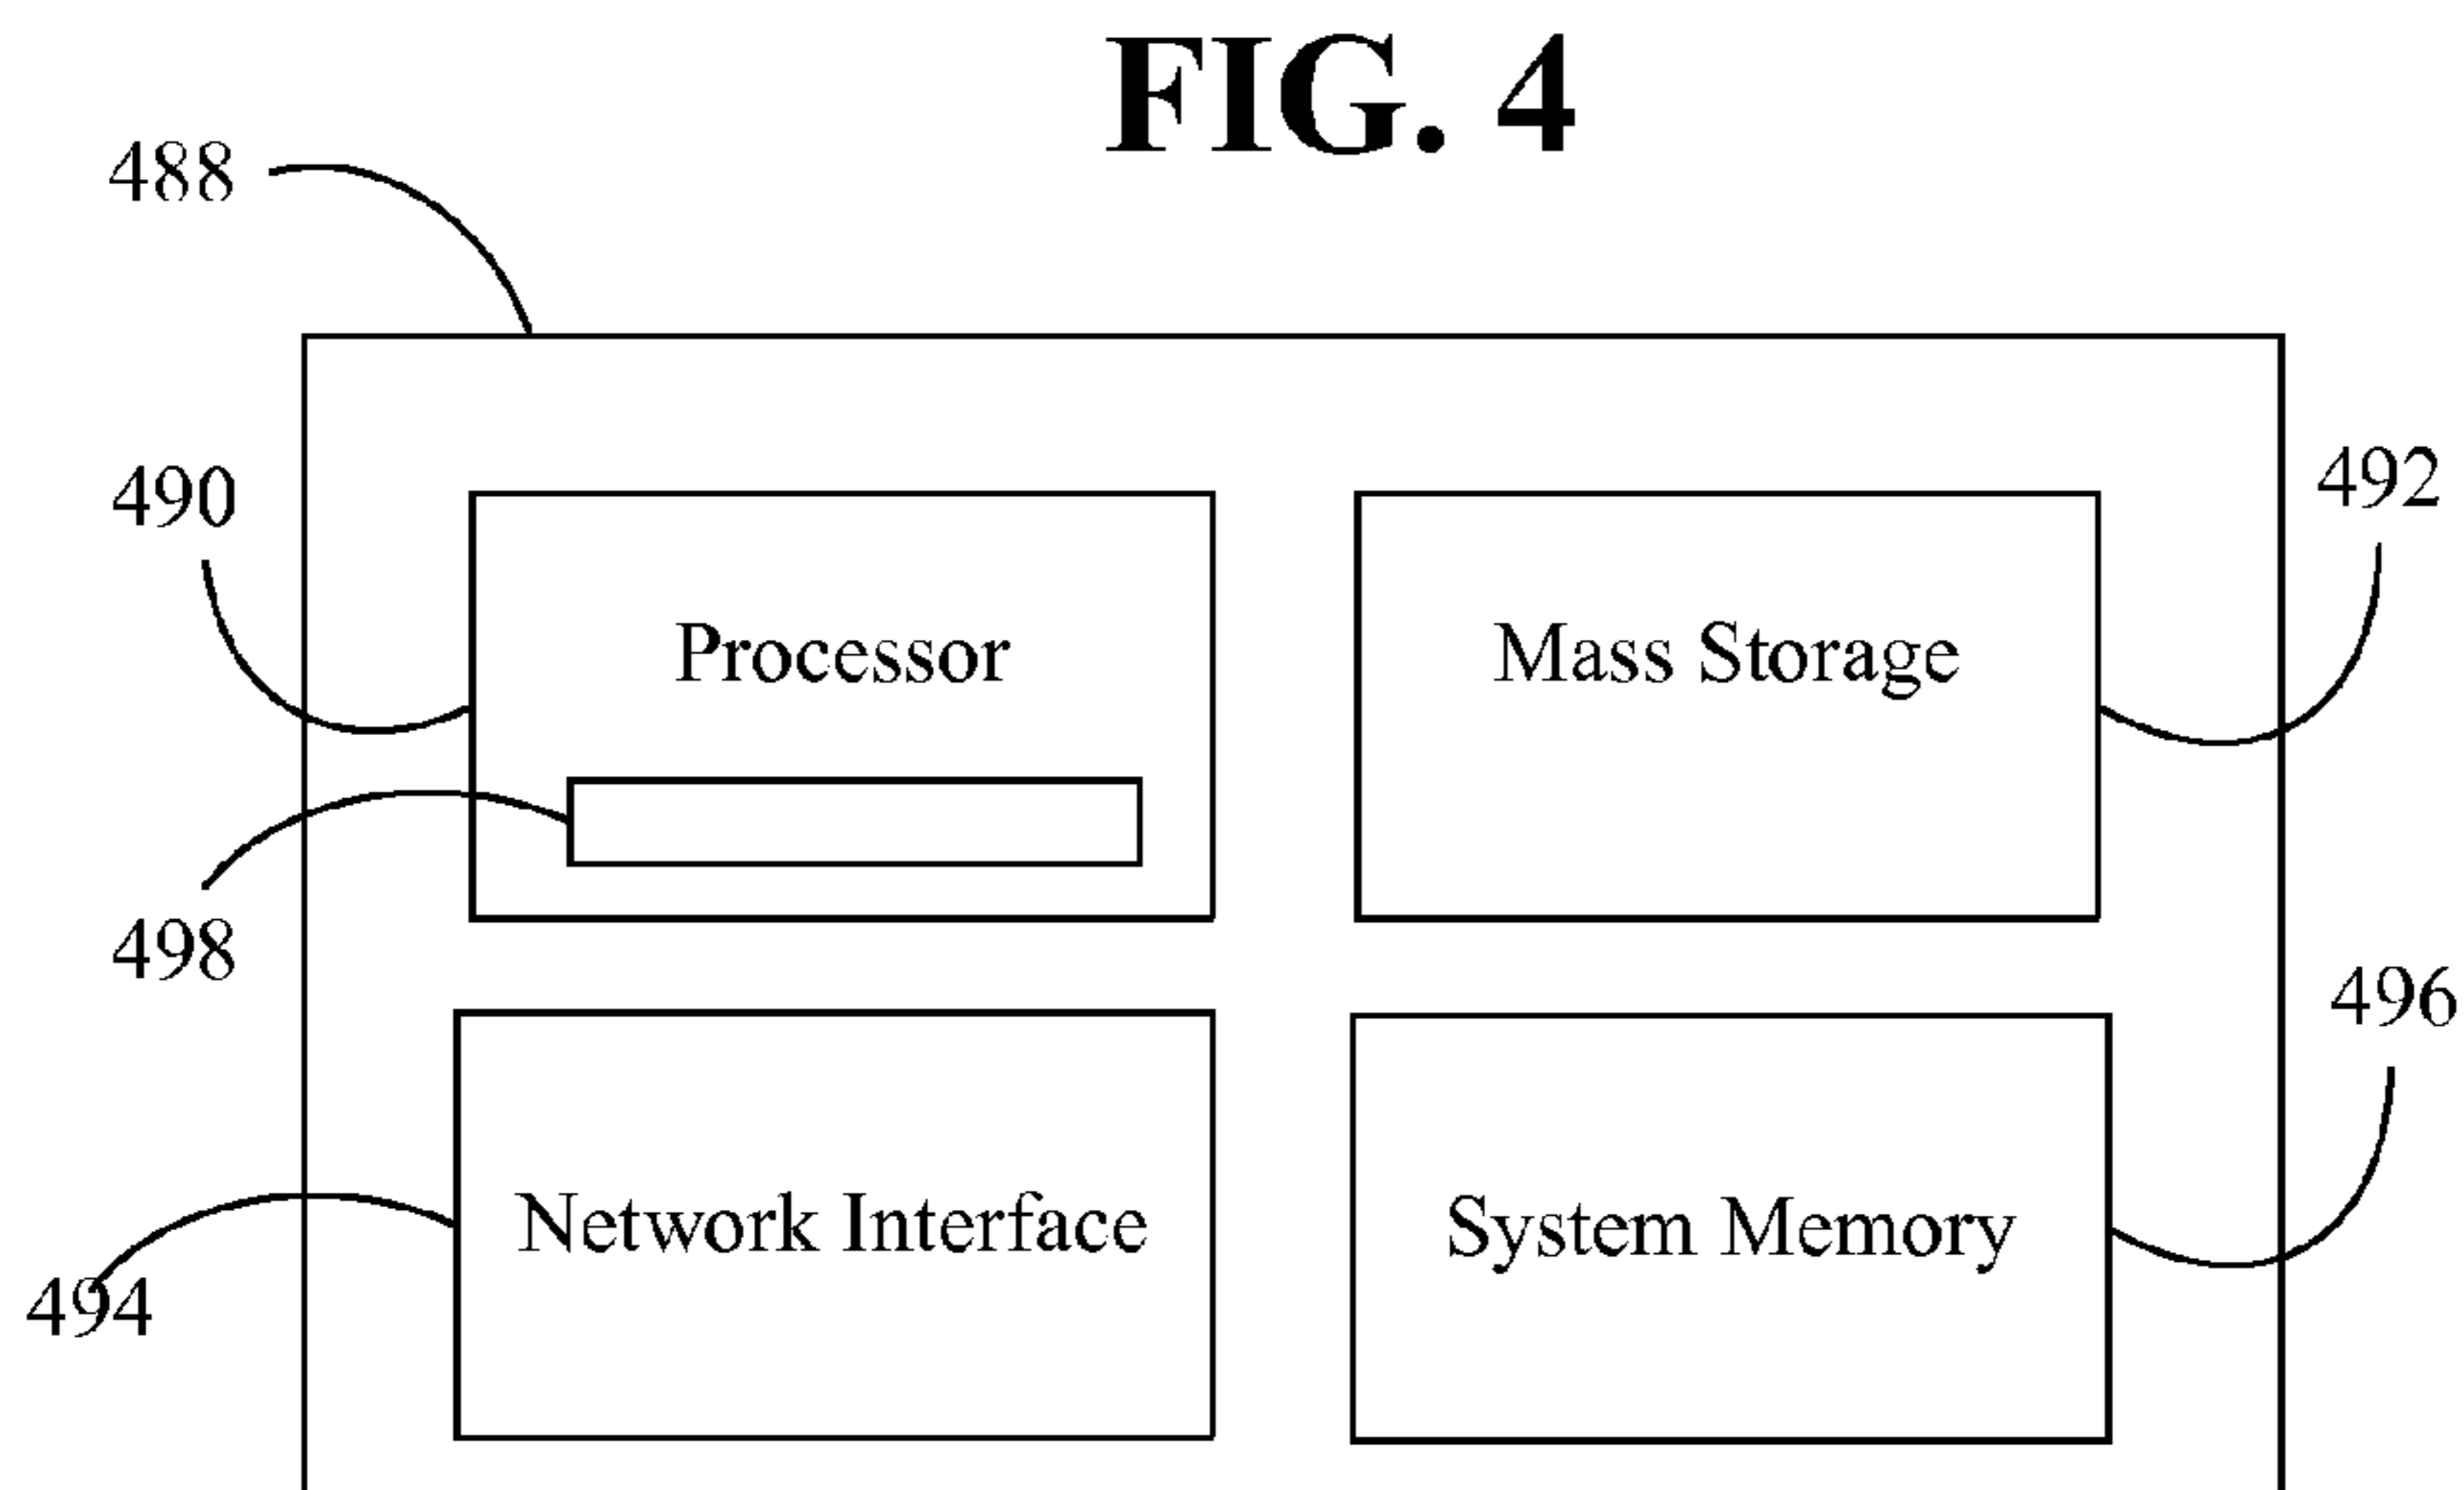 FIG. 4
488
490
492
Processor
Mass Storage
498
496
Network Interface
System Memory
494